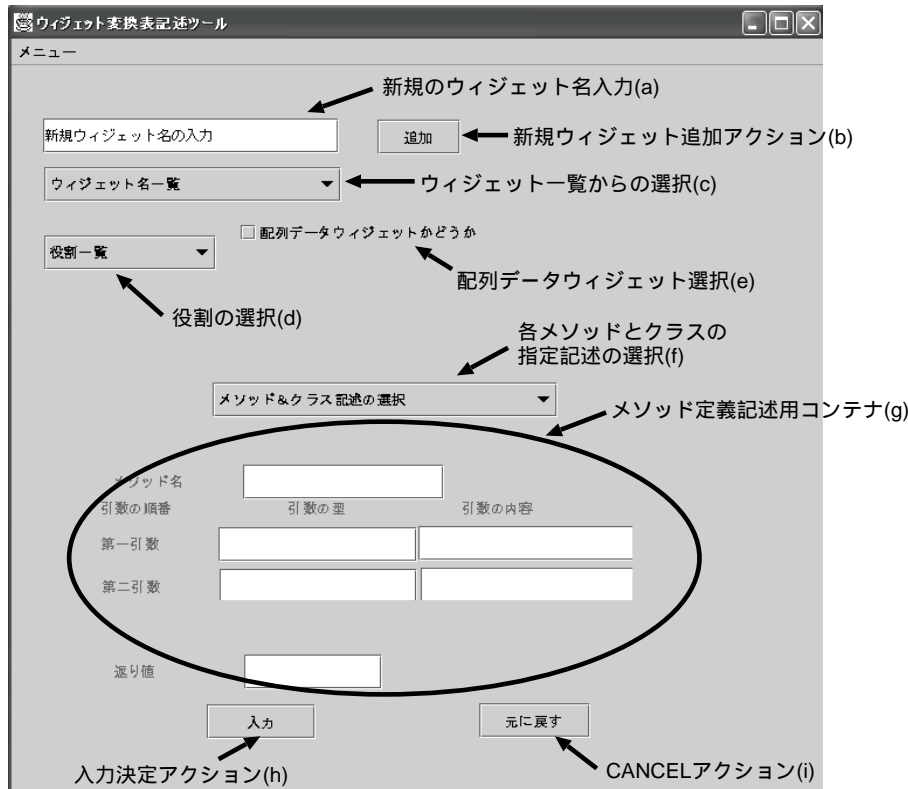 ウィジェット変換表記述ツール
メニュー
新規のウィジェット名入力(a)
新規ウィジェット名の入力
追加
新規ウィジェット追加アクション(b)
ウィジェット名一覧
ウィジェット一覧からの選択(c)
配列データウィジェットかどうか
役割一覧
配列データウィジェット選択(e)
役割の選択(d)
各メソッドとクラスの
指定記述の選択(f)
メソッド&クラス記述の選択
メソッド定義記述用コンテナ(g)
メソッド名
引数の順番 引数の型 引数の内容
第一引数
第二引数
返り値
入力
元に戻す
入力決定アクション(h)
CANCELアクション(i)